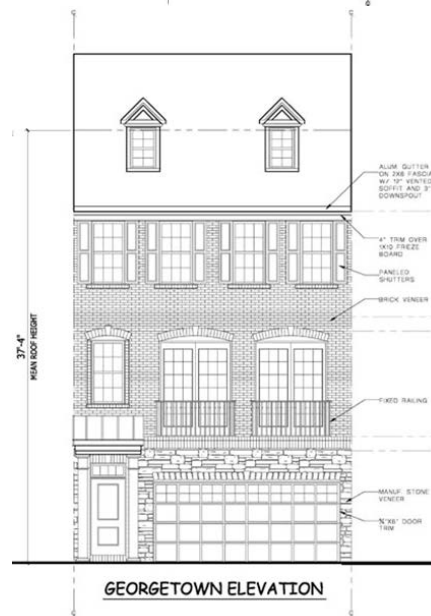 ALUM GUTTER
ON 2X8 FASCIA
W/ 12" VENTED
SOFFIT AND 3"
DOWNSPOUT
4" TRIM OVER
1X10 FRIEZE
BOARD
PANELED
SHUTTERS
BRICK VENEER
37'-4"
MEAN ROOF HEIGHT
FIXED RAILING
MANUF. STONE
VENEER
DOOR
TRIM
GEORGETOWN ELEVATION